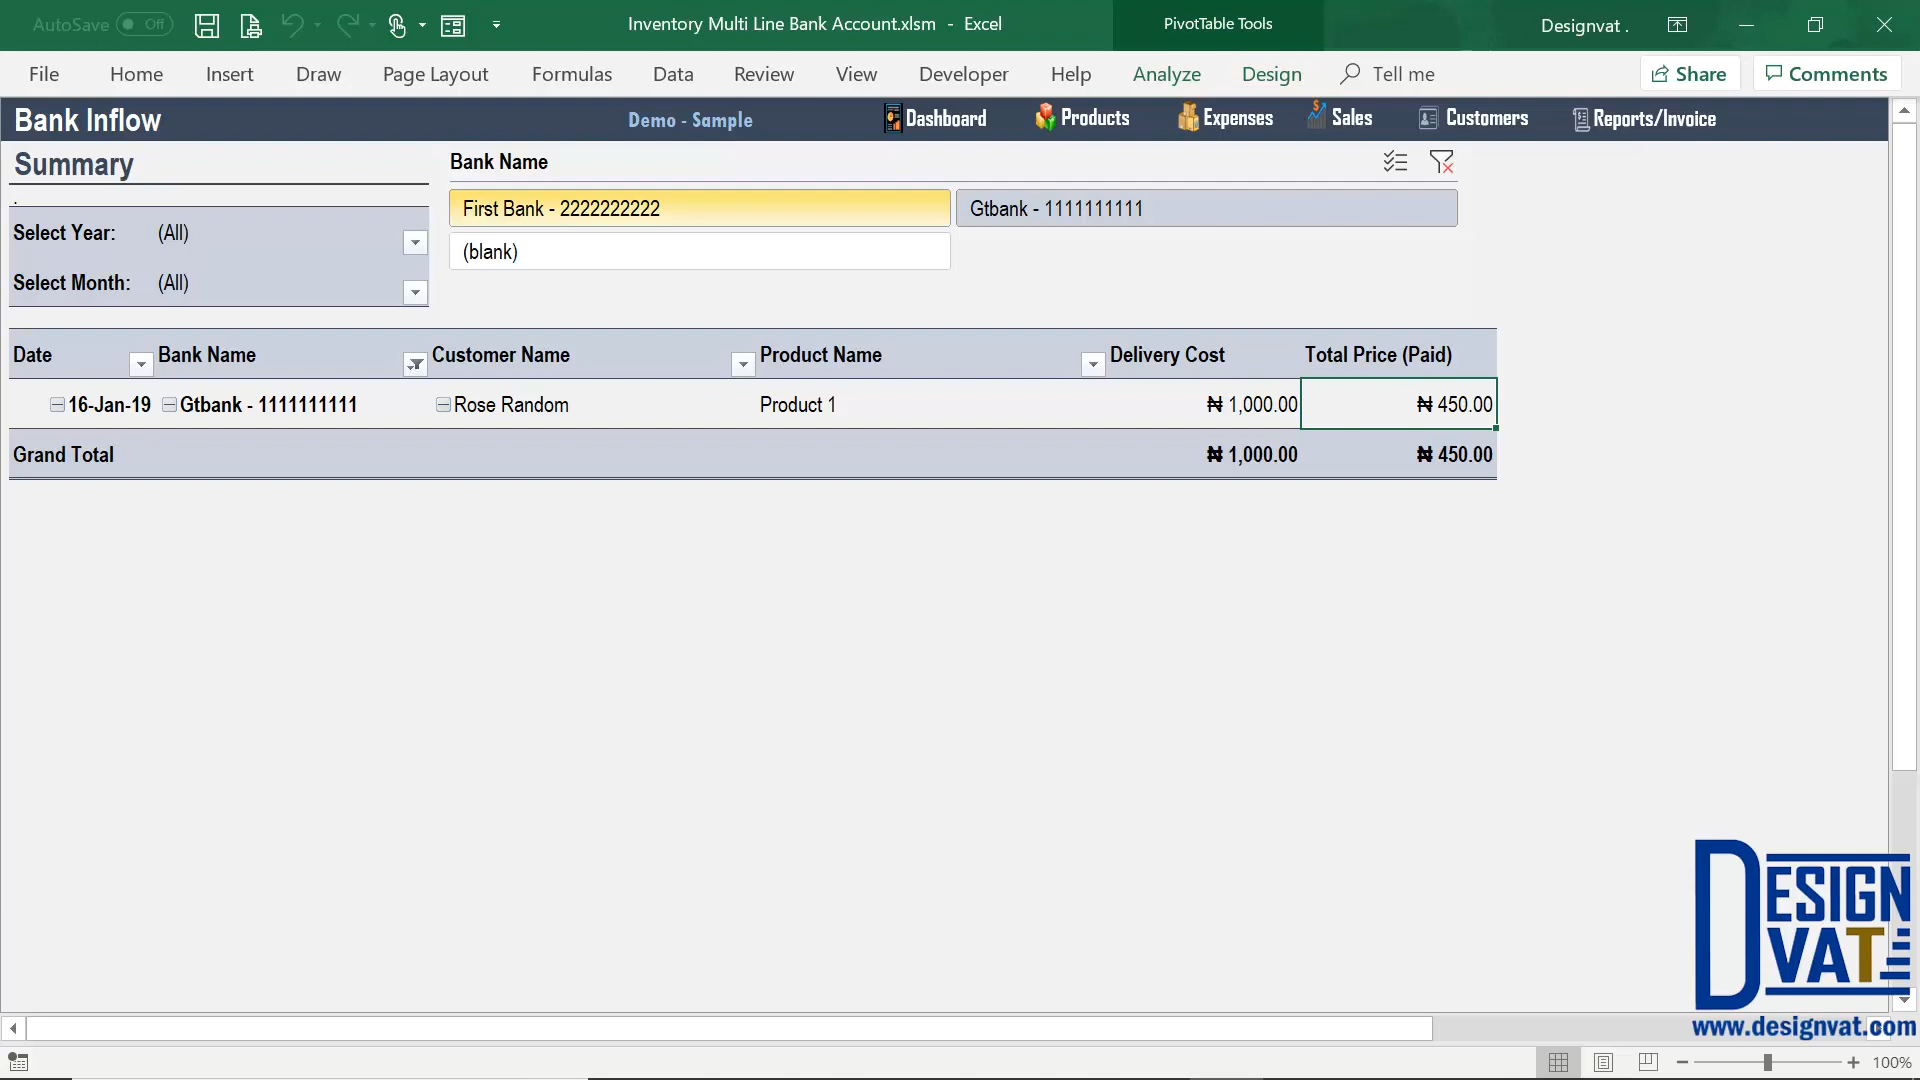 AutoSave Off
Inventory Multi Line Bank Account.xlsm - Excel
PivotTable Tools
Designvat .
File Home Insert Draw Page Layout Formulas Data Review View Developer Help Analyze Design Tell me Share Comments
Bank Inflow
Demo - Sample
Dashboard Products Expenses Sales Customers Reports/Invoice
Summary
Bank Name
.
First Bank - 2222222222
Gtbank - 1111111111
(blank)
Select Year: (All)
Select Month: (All)
Date Bank Name Customer Name Product Name Delivery Cost Total Price (Paid)
16-Jan-19 Gtbank - 1111111111 Rose Random Product 1 ₦ 1,000.00 ₦ 450.00
Grand Total ₦ 1,000.00 ₦ 450.00
DESIGN
VAT
www.designvat.com
100%